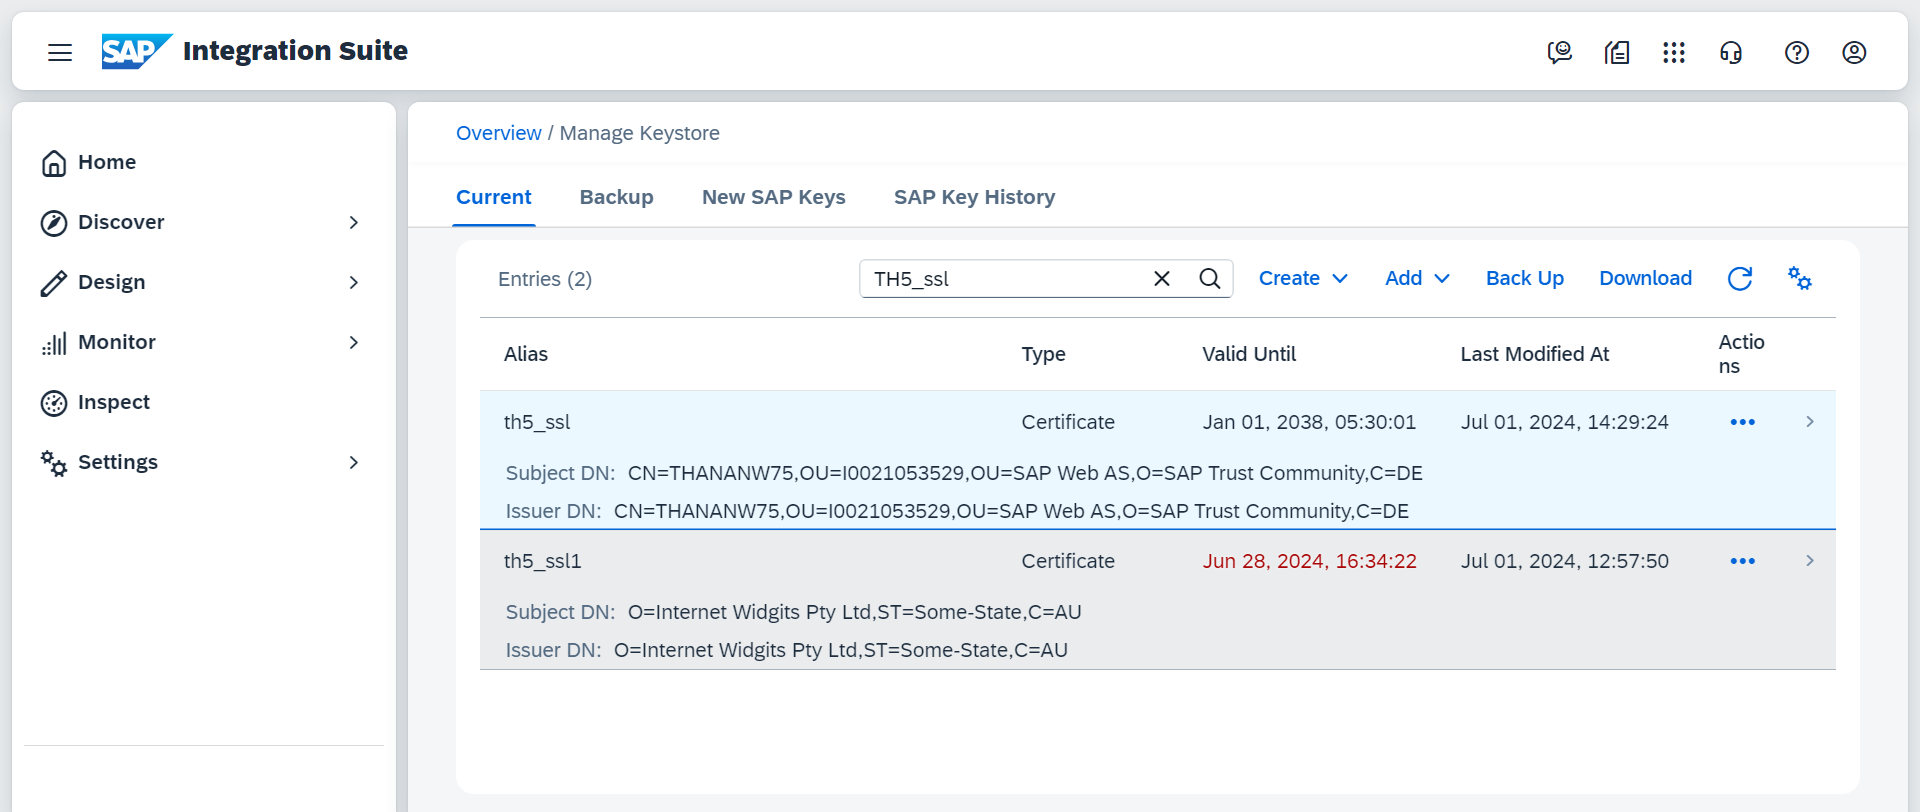 SAP Integration Suite
Home
Discover
Design
Monitor
Inspect
Settings
Overview / Manage Keystore
Current Backup New SAP Keys SAP Key History
Entries (2) TH5_ssl Create Add Back Up Download
Alias Type Valid Until Last Modified At Actio
ns
th5_ssl Certificate Jan 01, 2038, 05:30:01 Jul 01, 2024, 14:29:24
Subject DN: CN=THANANW75,OU=I0021053529,OU=SAP Web AS,O=SAP Trust Community,C=DE
Issuer DN: CN=THANANW75,OU=I0021053529,OU=SAP Web AS,O=SAP Trust Community,C=DE
th5_ssl1 Certificate Jun 28, 2024, 16:34:22 Jul 01, 2024, 12:57:50
Subject DN: O=Internet Widgits Pty Ltd,ST=Some-State,C=AU
Issuer DN: O=Internet Widgits Pty Ltd,ST=Some-State,C=AU